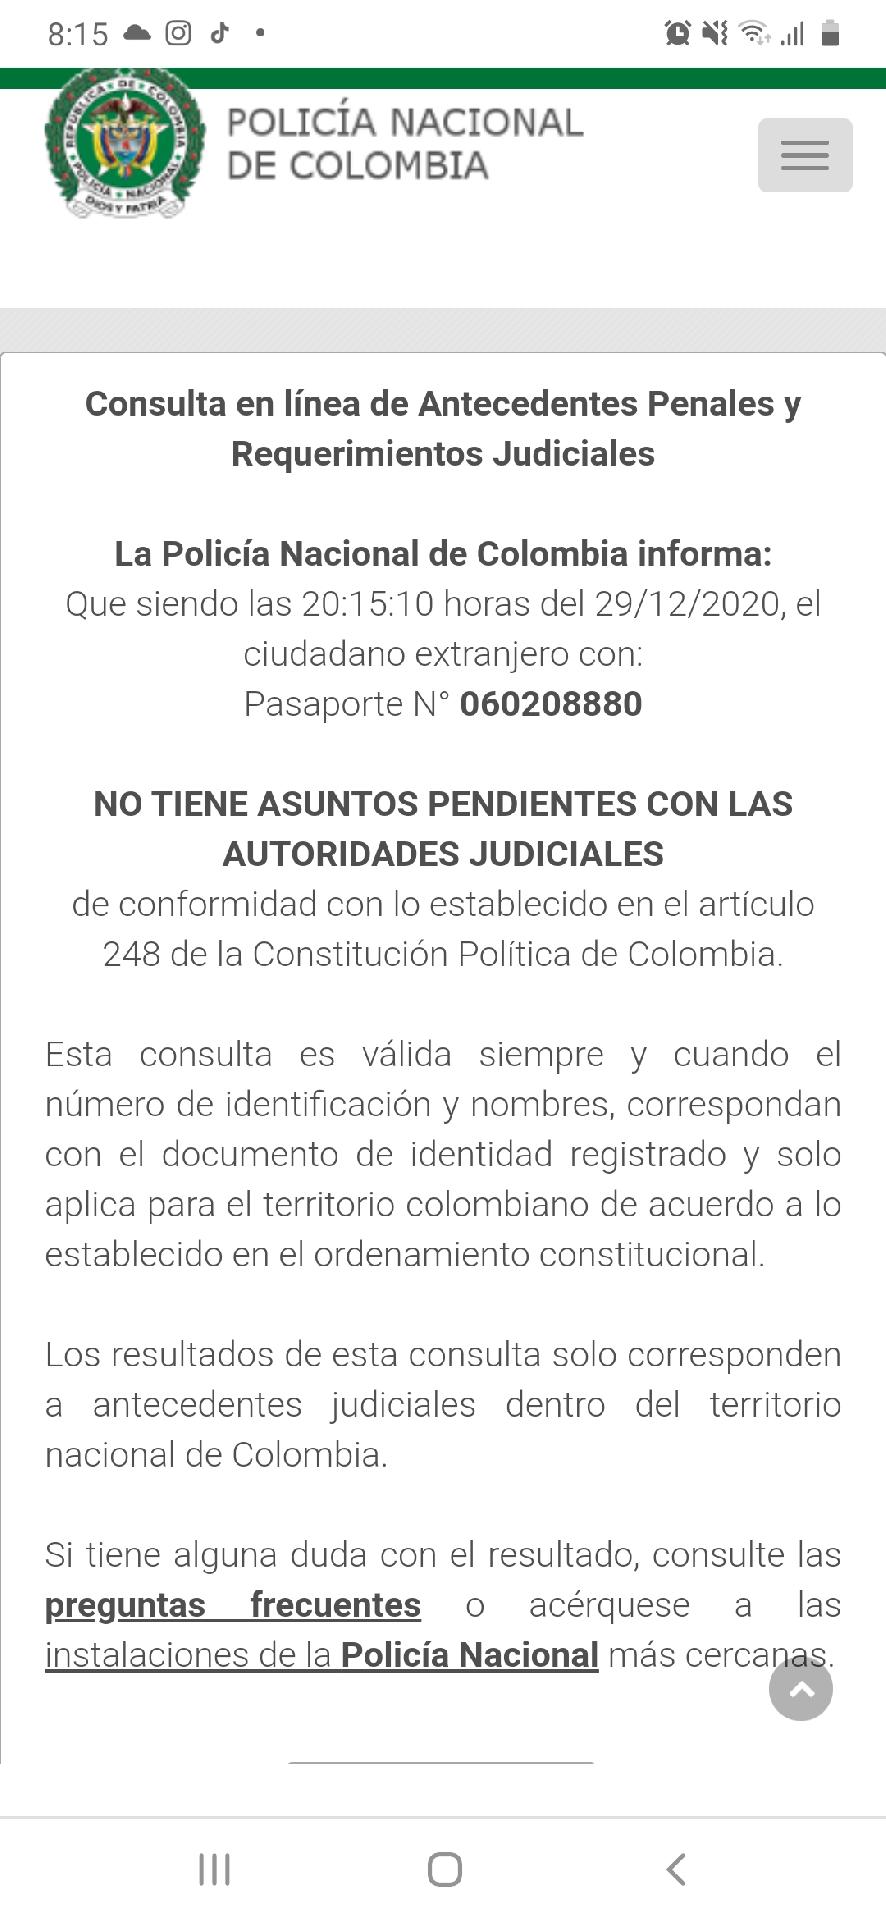 8:15
POLICÍA NACIONAL
DE COLOMBIA
REPUBLICA DE COLOMBIA
POLICIA NACIONAL
DIOS Y PATRIA
Consulta en línea de Antecedentes Penales y
Requerimientos Judiciales
La Policía Nacional de Colombia informa:
Que siendo las 20:15:10 horas del 29/12/2020, el
ciudadano extranjero con:
Pasaporte N° 060208880
NO TIENE ASUNTOS PENDIENTES CON LAS
AUTORIDADES JUDICIALES
de conformidad con lo establecido en el artículo
248 de la Constitución Política de Colombia.
Esta consulta es válida siempre y cuando el
número de identificación y nombres, correspondan
con el documento de identidad registrado y solo
aplica para el territorio colombiano de acuerdo a lo
establecido en el ordenamiento constitucional.
Los resultados de esta consulta solo corresponden
a antecedentes judiciales dentro del territorio
nacional de Colombia.
Si tiene alguna duda con el resultado, consulte las
preguntas frecuentes o acérquese a las
instalaciones de la Policía Nacional más cercanas.